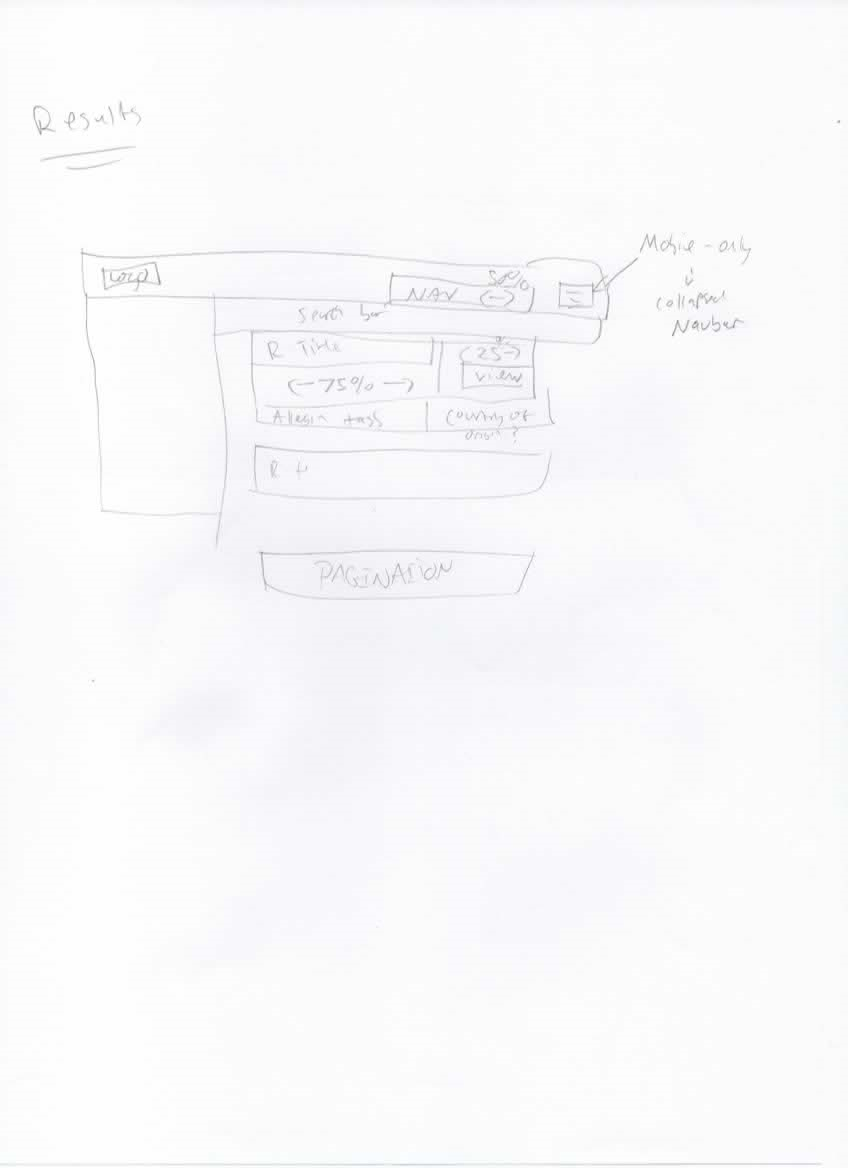 Results
Mobile - only
Logo
50%
NAV (-)
collapsed
Navbar
Search bar
R Title
(25-)
(-75% -)
view
Allergin tags
Country of
origin ?
R t
PAGINATION